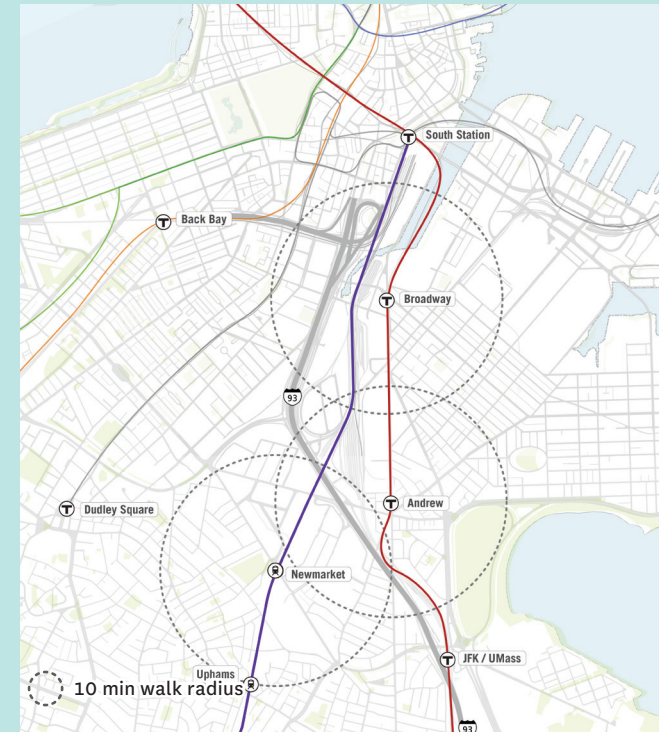 T
South Station
T
Back Bay
T
Broadway
93
T
Dudley Square
T
Andrew
Newmarket
T
JFK / UMass
Uphams
10 min walk radius
93